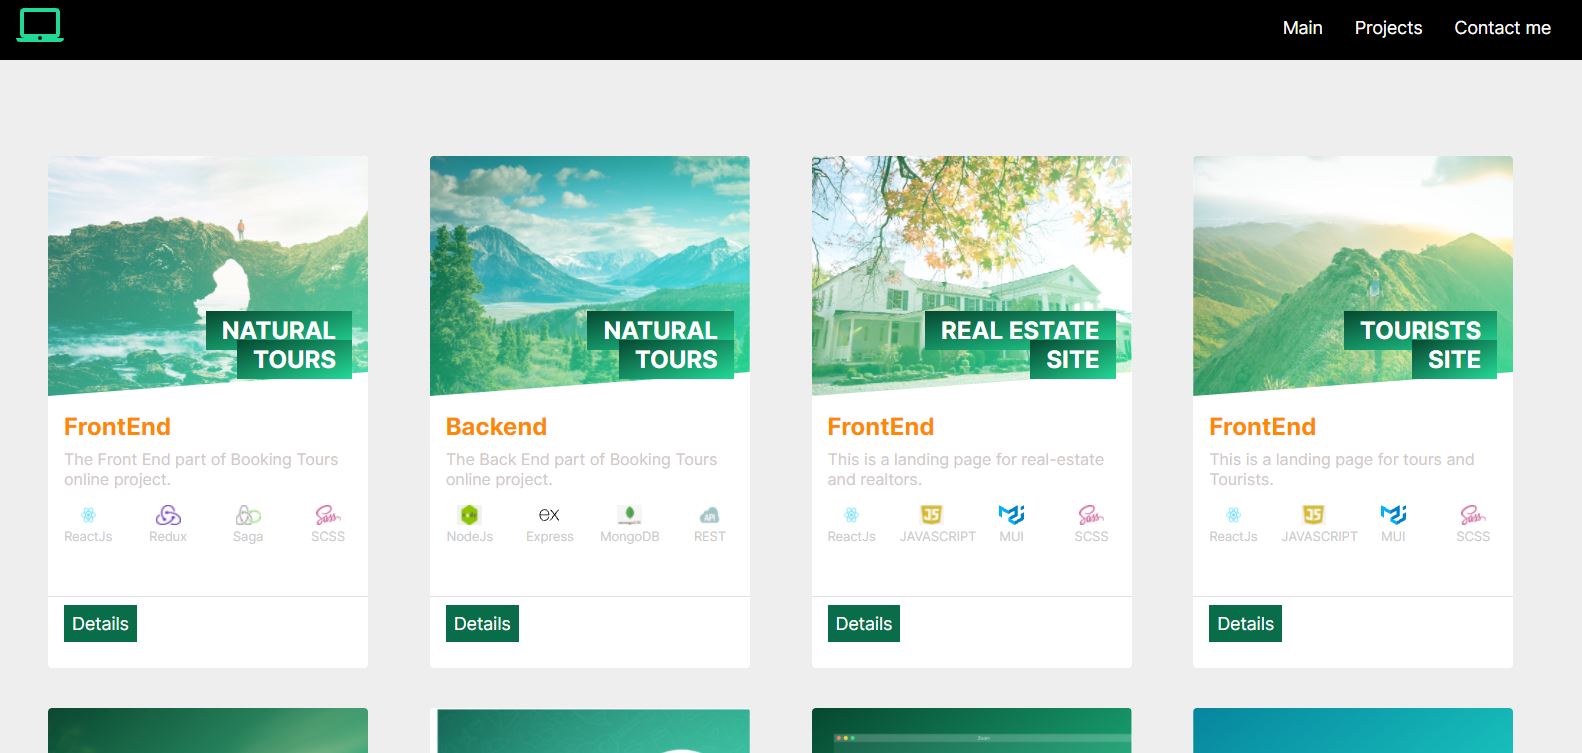 Main Projects Contact me
NATURAL
TOURS
FrontEnd
The Front End part of Booking Tours
online project.
ReactJs Redux Saga SCSS
Details
NATURAL
TOURS
Backend
The Back End part of Booking Tours
online project.
ex
API
NodeJs Express MongoDB REST
Details
REAL ESTATE
SITE
FrontEnd
This is a landing page for real-estate
and realtors.
JS
Sass
ReactJs JAVASCRIPT MUI SCSS
Details
TOURISTS
SITE
FrontEnd
This is a landing page for tours and
Tourists.
JS
Sass
ReactJs JAVASCRIPT MUI SCSS
Details